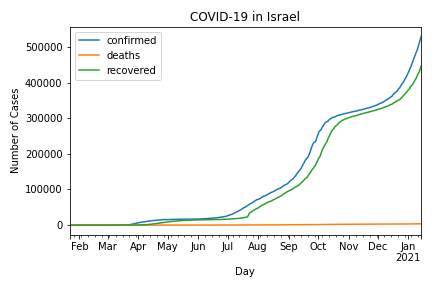 COVID-19 in Israel
confirmed
deaths
recovered
Number of Cases
500000
400000
300000
200000
100000
0
Feb Mar Apr May Jun Jul Aug Sep Oct Nov Dec Jan
2021
Day